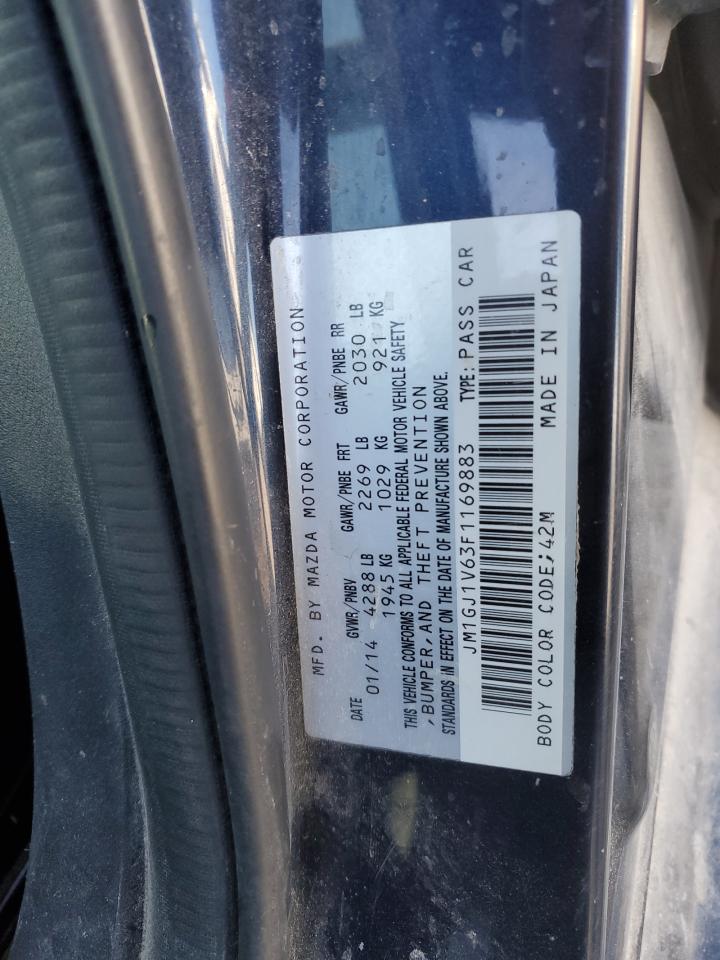 MFD. BY MAZDA MOTOR CORPORATION
DATE GVWR/PNBV GAWR/PNBE FRT GAWR/PNBE RR
01/14 4288 LB 2269 LB 2030 LB
1945 KG 1029 KG 921 KG
THIS VEHICLE CONFORMS TO ALL APPLICABLE FEDERAL MOTOR VEHICLE SAFETY
,BUMPER,AND THEFT PREVENTION
STANDARDS IN EFFECT ON THE DATE OF MANUFACTURE SHOWN ABOVE.
JM1GJ1V63F1169883 TYPE: PASS CAR
BODY COLOR CODE;42M MADE IN JAPAN